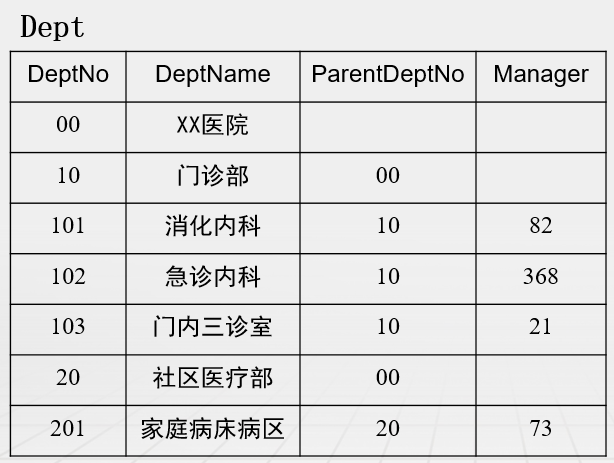 Dept
DeptNo DeptName ParentDeptNo Manager
00 XX医院
10 门诊部 00
101 消化内科 10 82
102 急诊内科 10 368
103 门内三诊室 10 21
20 社区医疗部 00
201 家庭病床病区 20 73